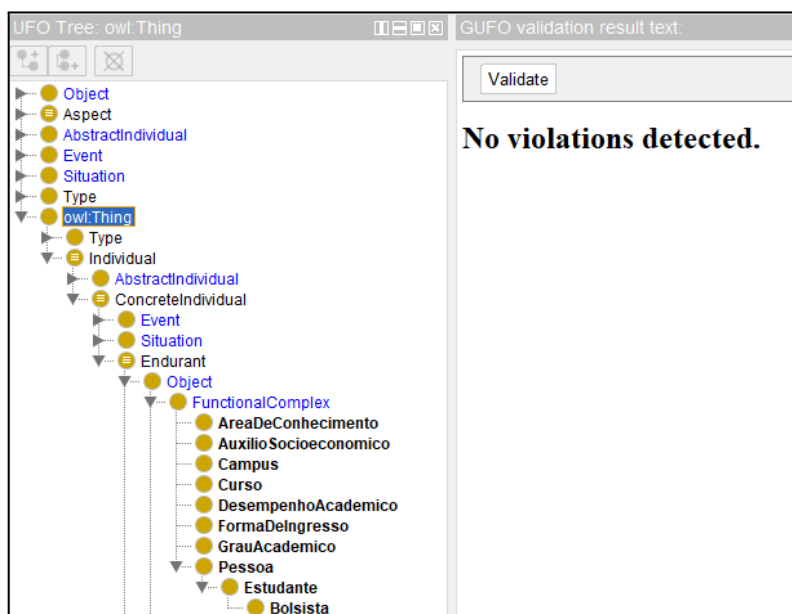 UFO Tree: owl:Thing
Object
Aspect
AbstractIndividual
Event
Situation
Type
owl:Thing
Type
Individual
AbstractIndividual
ConcreteIndividual
Event
Situation
Endurant
Object
FunctionalComplex
AreaDeConhecimento
AuxilioSocioeconomico
Campus
Curso
DesempenhoAcademico
FormaDeIngresso
GrauAcademico
Pessoa
Estudante
Bolsista
GUFO validation result text:
Validate
No violations detected.